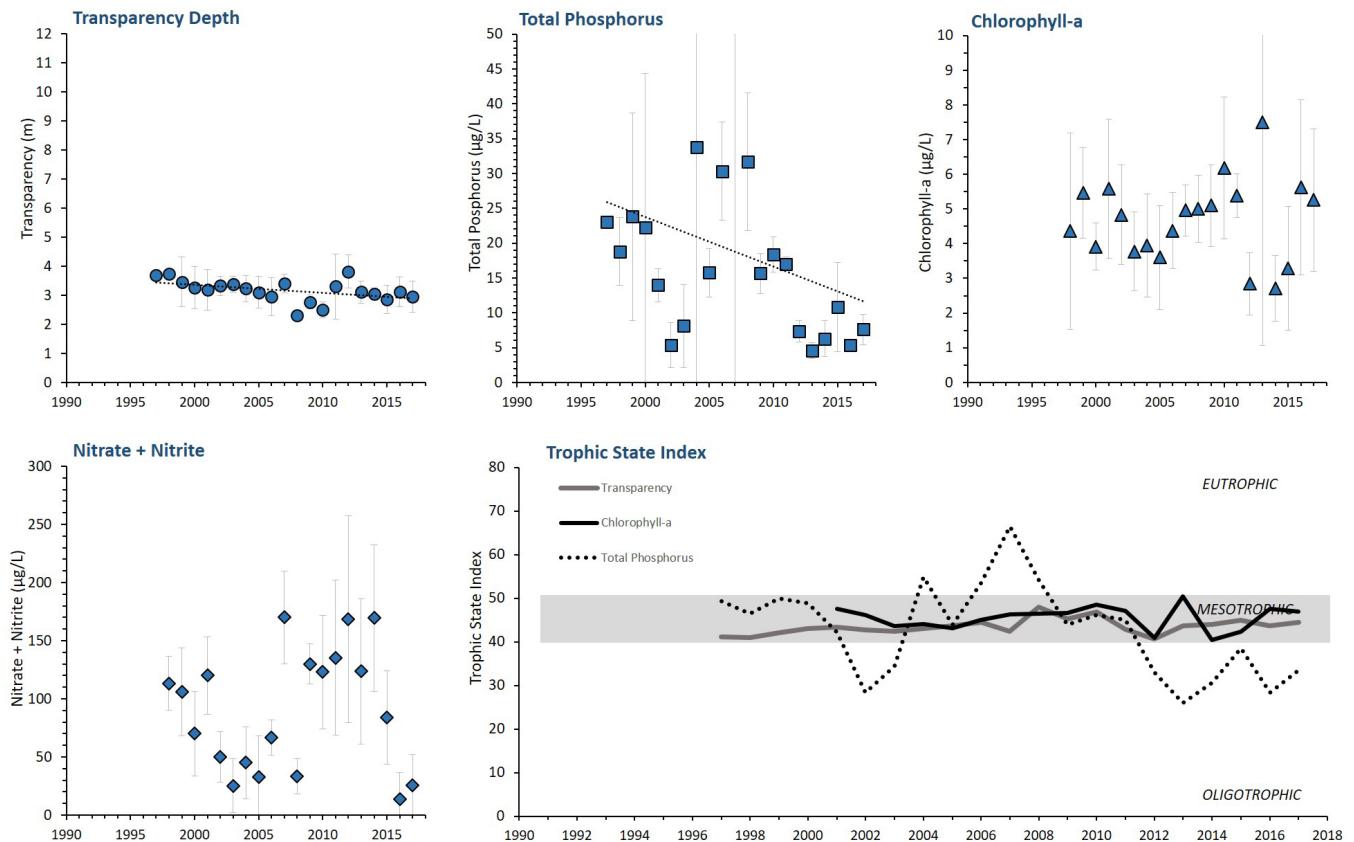 Transparency Depth
Transparency (m)
12
11
10
9
8
7
6
5
4
3
2
1
0
1990 1995 2000 2005 2010 2015
Total Phosphorus
Total Posphorus (µg/L)
50
45
40
35
30
25
20
15
10
5
0
1990 1995 2000 2005 2010 2015
Chlorophyll-a
Chlorophyll-a (µg/L)
10
9
8
7
6
5
4
3
2
1
0
1990 1995 2000 2005 2010 2015
Nitrate + Nitrite
Nitrate + Nitrite (µg/L)
300
250
200
150
100
50
0
1990 1995 2000 2005 2010 2015
Trophic State Index
Trophic State Index
80
70
60
50
40
30
20
10
0
Transparency
Chlorophyll-a
Total Phosphorus
EUTROPHIC
MESOTROPHIC
OLIGOTROPHIC
1990 1992 1994 1996 1998 2000 2002 2004 2006 2008 2010 2012 2014 2016 2018